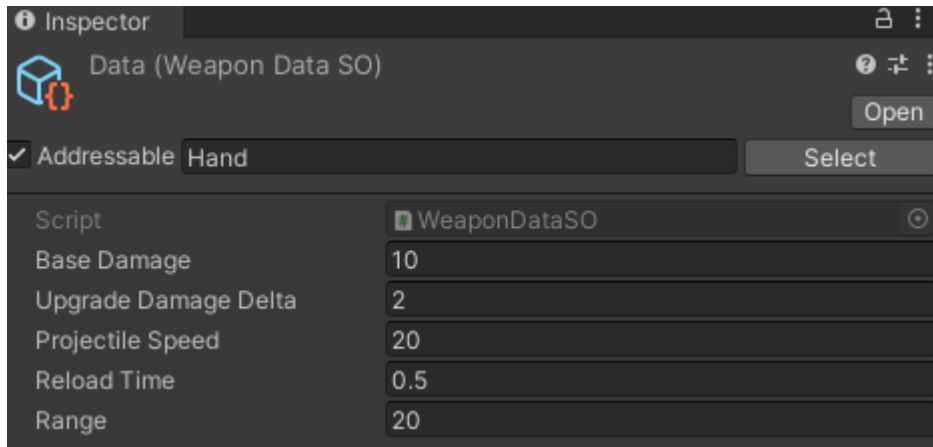 Inspector
Data (Weapon Data SO)
Open
Addressable Hand Select
Script WeaponDataSO
Base Damage 10
Upgrade Damage Delta 2
Projectile Speed 20
Reload Time 0.5
Range 20